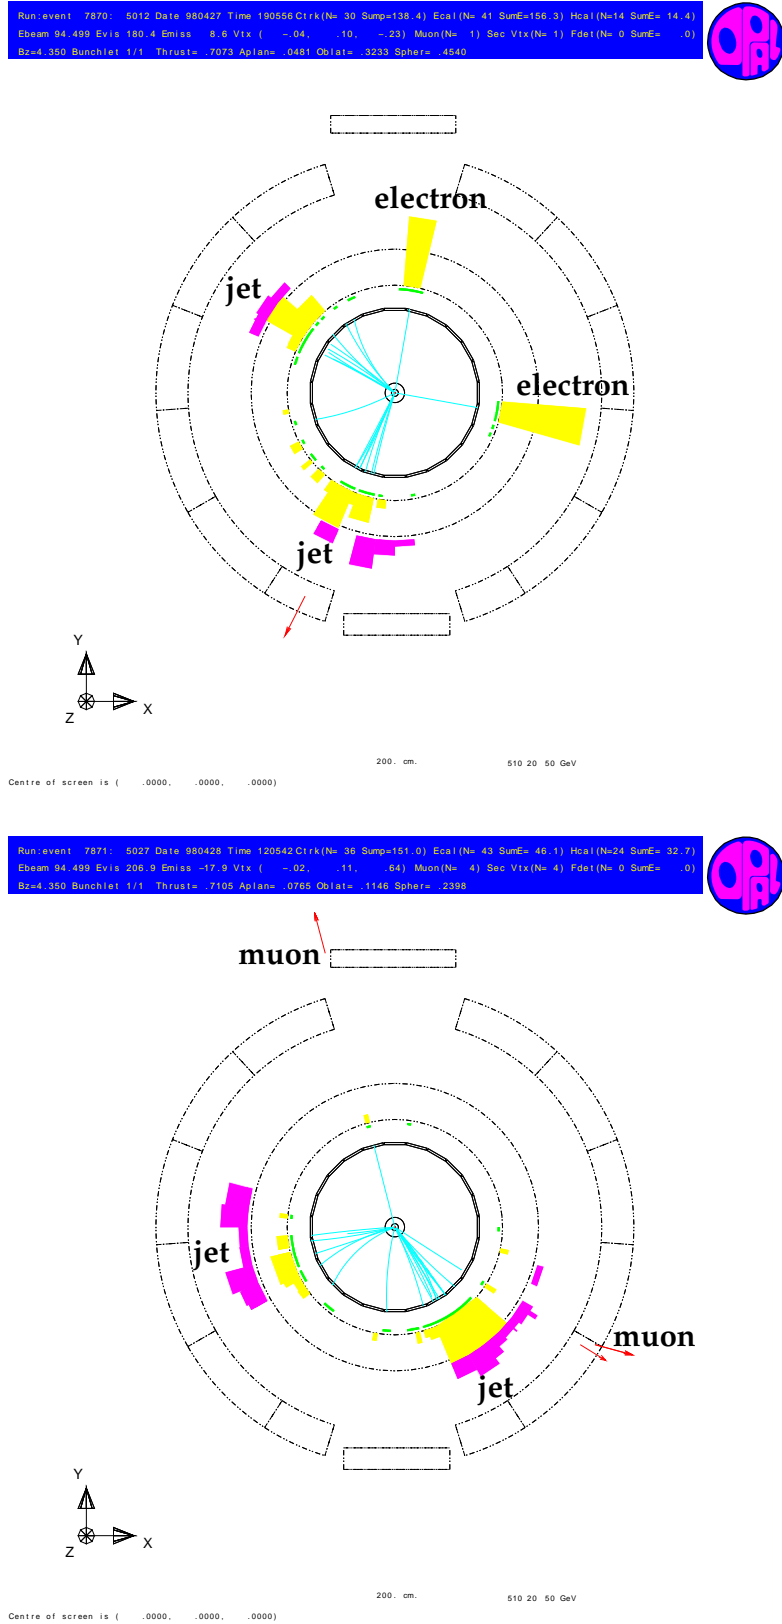 Run:event 7870: 5012 Date 980427 Time 190556 Ctrk(N= 30 Sump=138.4) Ecal(N= 41 SumE=156.3) Hcal(N=14 SumE= 14.4)
Ebeam 94.499 Evis 180.4 Emiss 8.6 Vtx ( -.04, .10, -.23) Muon(N= 1) Sec Vtx(N= 1) Fdet(N= 0 SumE= .0)
Bz=4.350 Bunchlet 1/1 Thrust= .7073 Aplan= .0481 Oblat= .3233 Spher= .4540
OPAL
electron
jet
electron
jet
Y
X
Z
200. cm.
5 10 20 50 GeV
Centre of screen is ( .0000, .0000, .0000)
Run:event 7871: 5027 Date 980428 Time 120542 Ctrk(N= 36 Sump=151.0) Ecal(N= 43 SumE= 46.1) Hcal(N=24 SumE= 32.7)
Ebeam 94.499 Evis 206.9 Emiss -17.9 Vtx ( -.02, .11, .64) Muon(N= 4) Sec Vtx(N= 4) Fdet(N= 0 SumE= .0)
Bz=4.350 Bunchlet 1/1 Thrust= .7105 Aplan= .0765 Oblat= .1146 Spher= .2398
OPAL
muon
jet
muon
jet
Y
X
Z
200. cm.
5 10 20 50 GeV
Centre of screen is ( .0000, .0000, .0000)